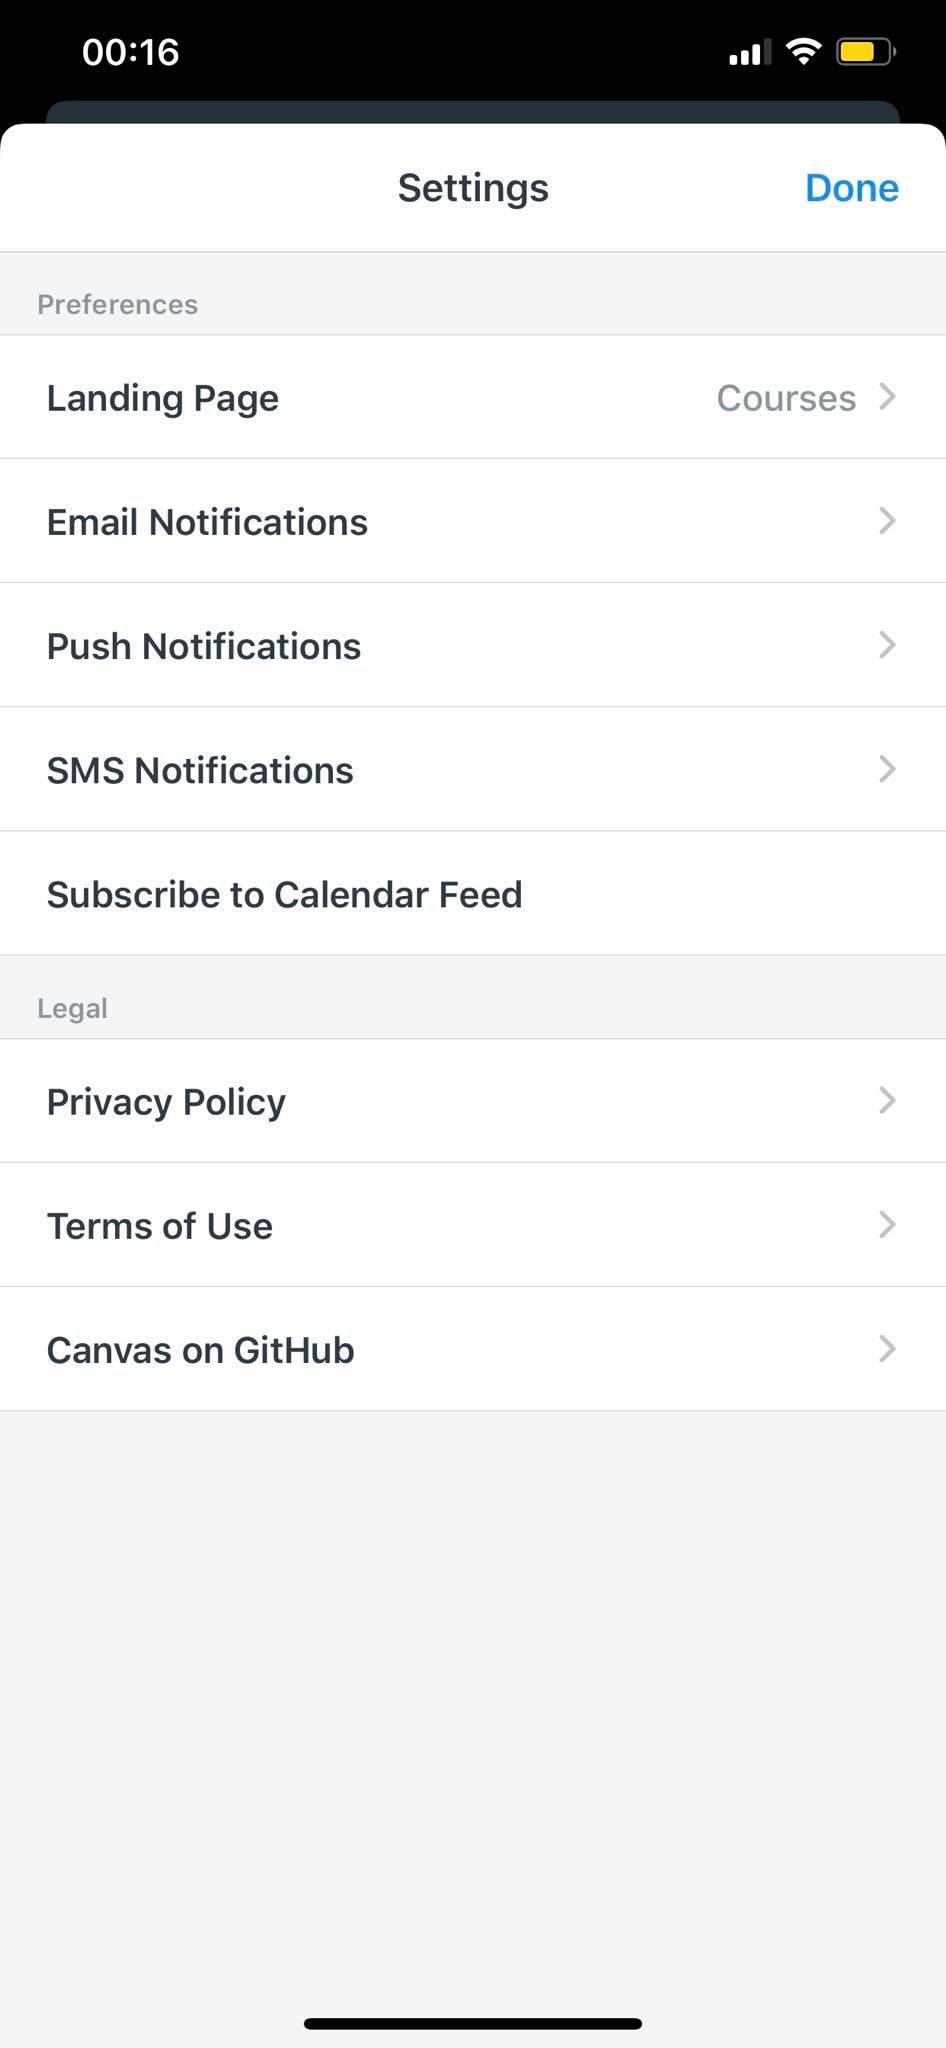 00:16
Settings
Done
Preferences
Landing Page
Courses
Email Notifications
Push Notifications
SMS Notifications
Subscribe to Calendar Feed
Legal
Privacy Policy
Terms of Use
Canvas on GitHub